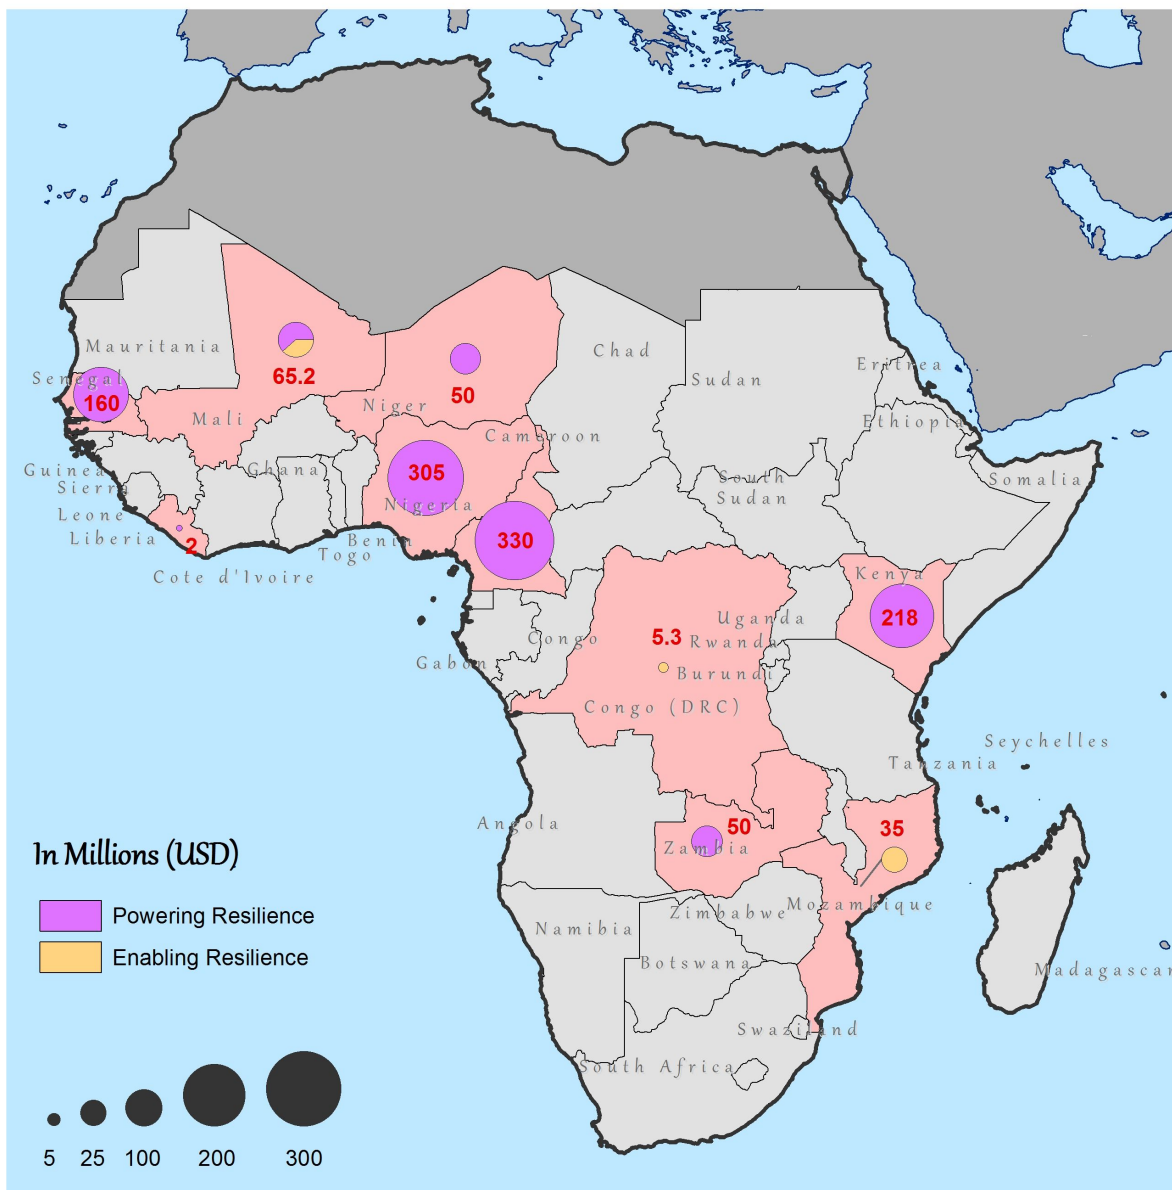 Mauritania
Chad
Eritrea
Senegal
65.2
Sudan
160
50
Niger
Mali
Ethiopia
Cameroon
Guinea
Ghana
305
South
Somalia
Sierra
Sudan
Nigeria
Leone
Liberia
2
Benin
330
Togo
Cote d'Ivoire
Kenya
218
Uganda
5.3
Congo
Rwanda
Gabon
Burundi
Congo (DRC)
Seychelles
Tanzania
Angola
50
35
Zambia
Mozambique
Zimbabwe
Namibia
Botswana
Madagascar
Swaziland
South Africa
In Millions (USD)
Powering Resilience
Enabling Resilience
5 25 100 200 300